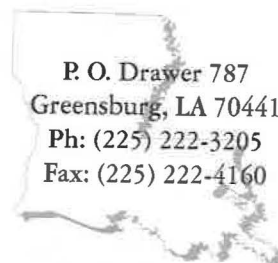 P. O. Drawer 787
Greensburg, LA 70441
Ph: (225) 222-3205
Fax: (225) 222-4160